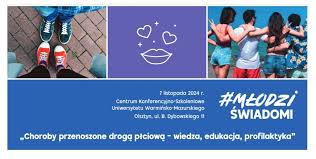 7 listopada 2024 r.
Centrum Konferencyjno-Szkoleniowe
Uniwersytetu Warmińsko-Mazurskiego
Olsztyn, ul. B. Dybowskiego 11
#MŁODZI
ŚWIADOMI
„Choroby przenoszone drogą płciową – wiedza, edukacja, profilaktyka”